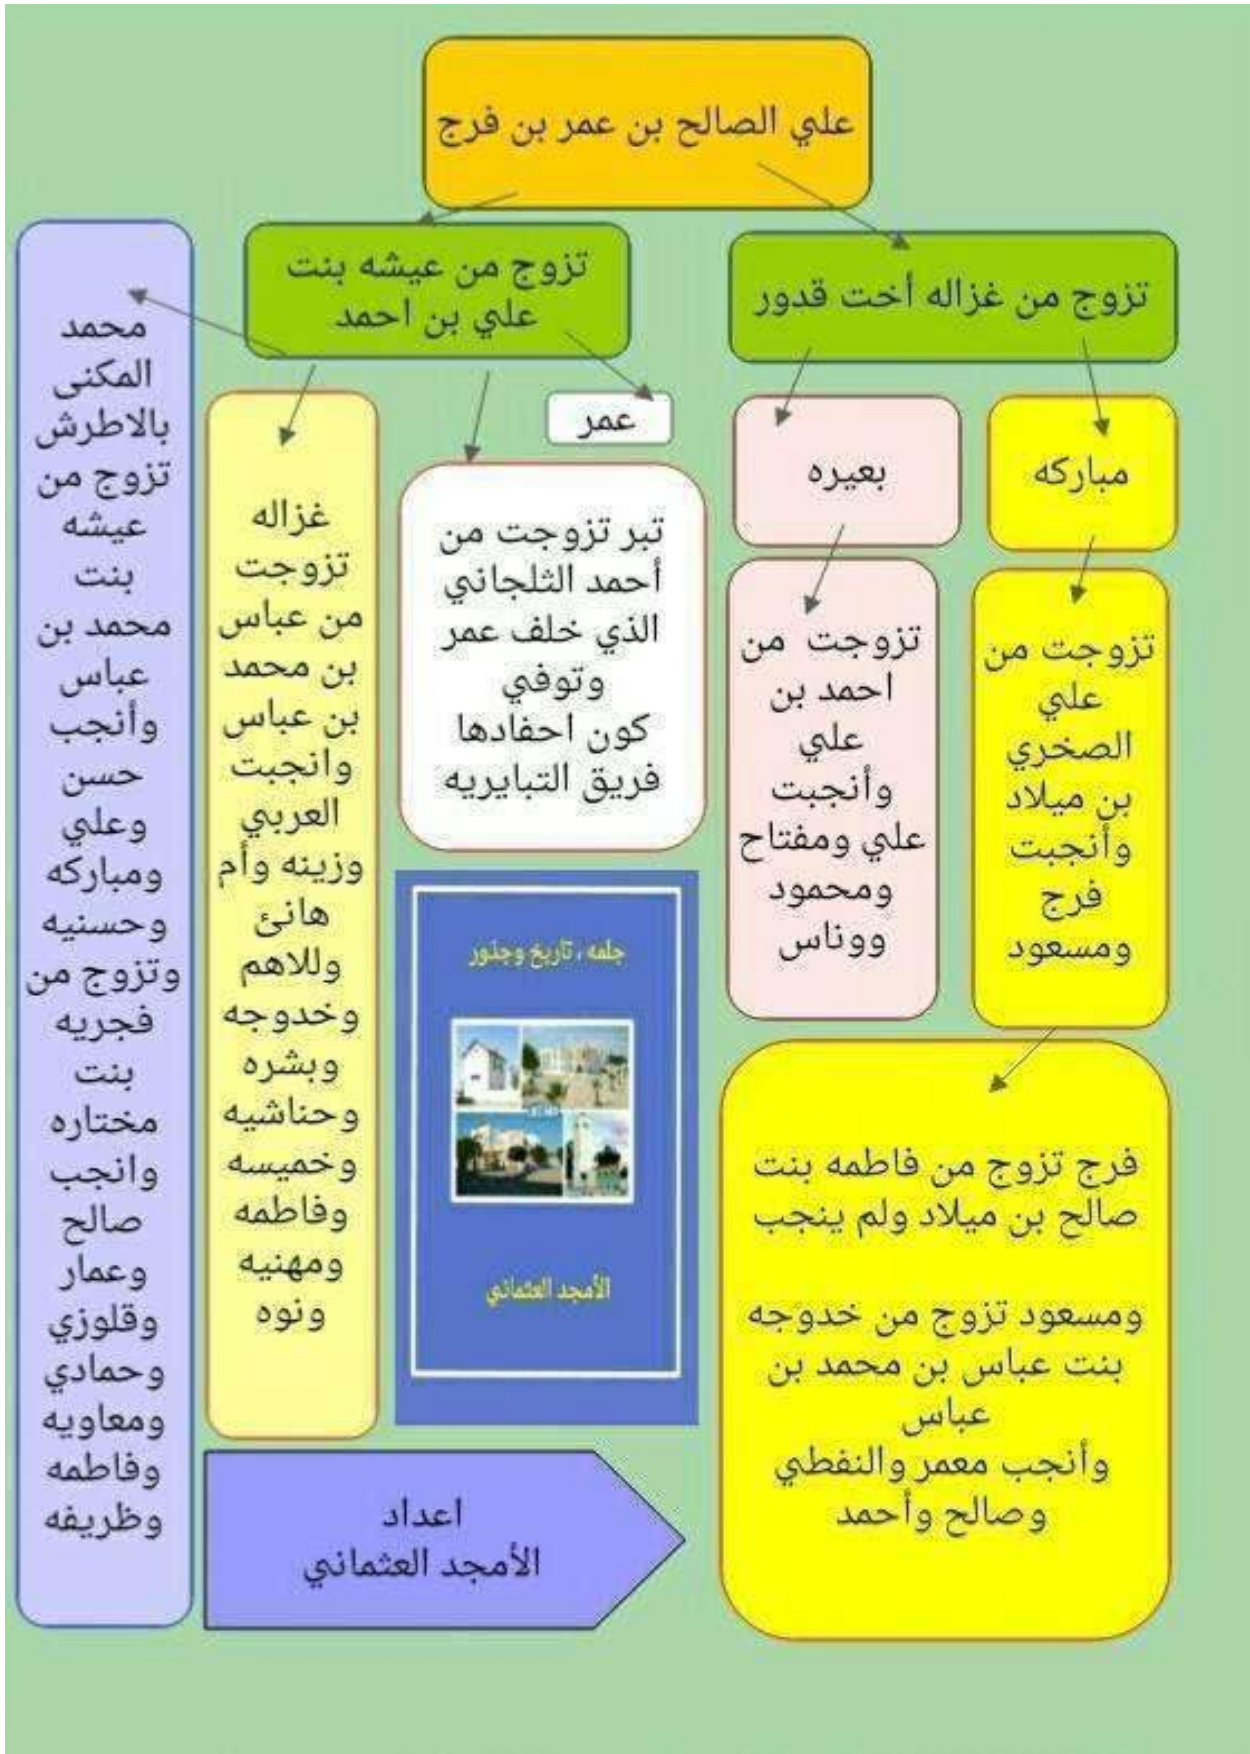 علي الصالح بن عمر بن فرج
تزوج من غزاله أخت قدور
تزوج من عيشه بنت
علي بن احمد
مباركه
بعيره
عمر
تزوجت من
علي
الصخري
بن ميلاد
وأنجبت
فرج
ومسعود
تزوجت من
احمد بن
علي
وأنجبت
علي ومفتاح
ومحمود
ووناس
تبر تزوجت من
أحمد الثلجاني
الذي خلف عمر
وتوفي
كون احفادها
فريق التبايريه
غزاله
تزوجت
من عباس
بن محمد
بن عباس
وانجبت
العربي
وزينه وأم
هانئ
وللاهم
وخدوجه
وبشره
وحناشيه
وخميسه
وفاطمه
ومهنيه
ونوه
محمد
المكنى
بالاطرش
تزوج من
عيشه
بنت
محمد بن
عباس
وأنجب
حسن
وعلي
ومباركه
وحسنيه
وتزوج من
فجريه
بنت
مختاره
وانجب
صالح
وعمار
وقلوزي
وحمادي
ومعاويه
وفاطمه
وظريفه
فرج تزوج من فاطمه بنت
صالح بن ميلاد ولم ينجب
ومسعود تزوج من خدوجه
بنت عباس بن محمد بن
عباس
وأنجب معمر والنفطي
وصالح وأحمد
جلمه ، تاريخ وجذور
الأمجد العثماني
اعداد
الأمجد العثماني